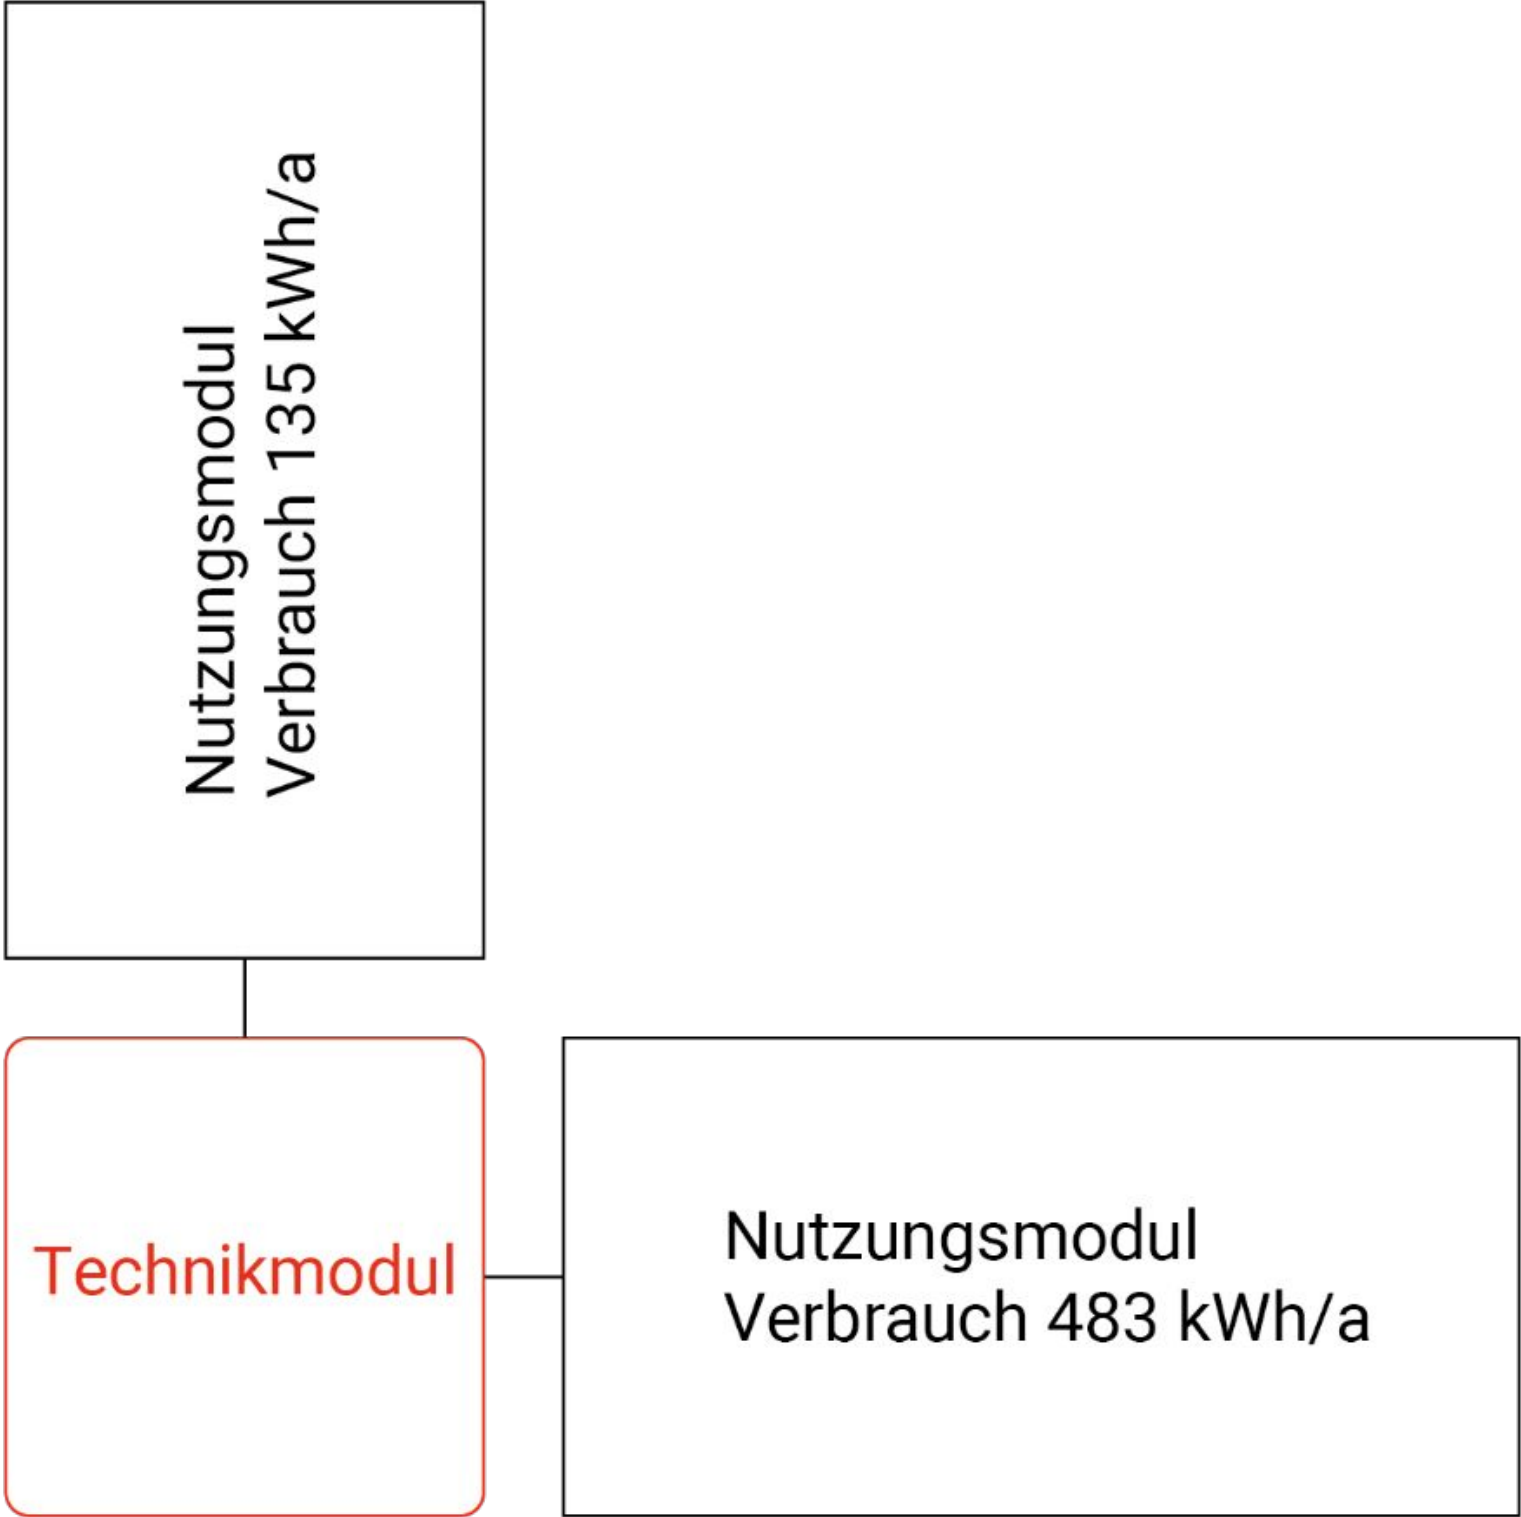 Nutzungsmodul
Verbrauch 135 kWh/a
Technikmodul
Nutzungsmodul
Verbrauch 483 kWh/a